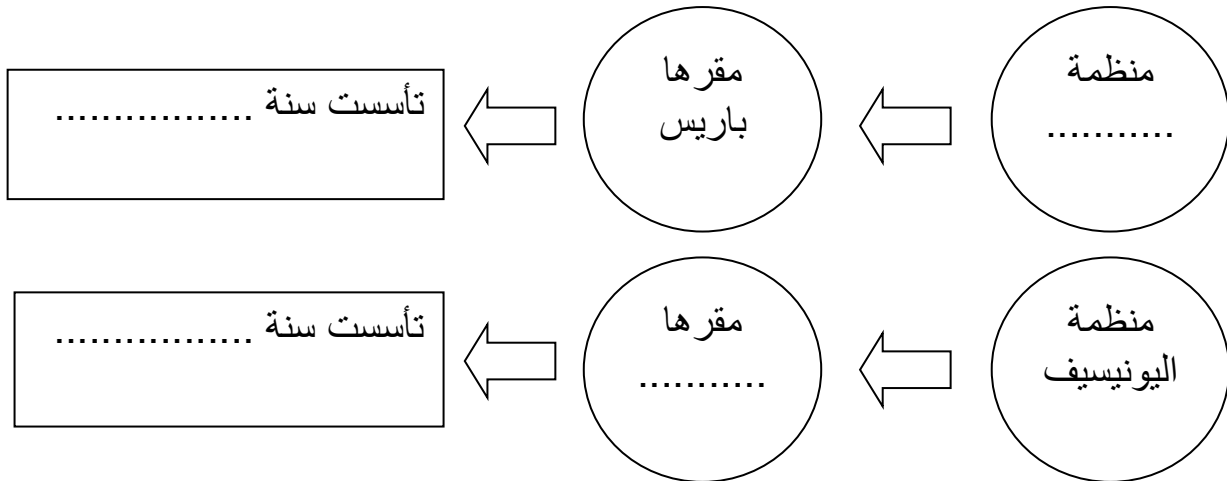 منظمة
...........
مقرها
باريس
تأسست سنة .................
منظمة
اليونيسيف
مقرها
...........
تأسست سنة .................